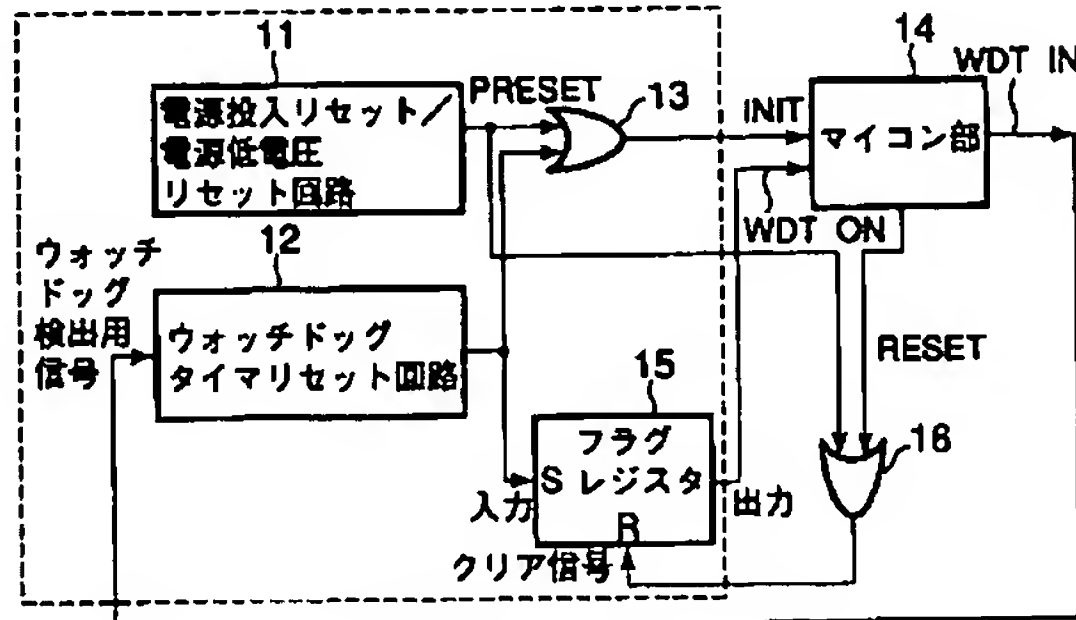 11
電源投入リセット／
電源低電圧
リセット回路
PRESET
13
INIT
14
マイコン部
WDT IN
WDT ON
ウォッチ
ドッグ
検出用
信号
12
ウォッチドッグ
タイマリセット回路
RESET
15
フラグ
S レジスタ
R
入力
出力
クリア信号
16